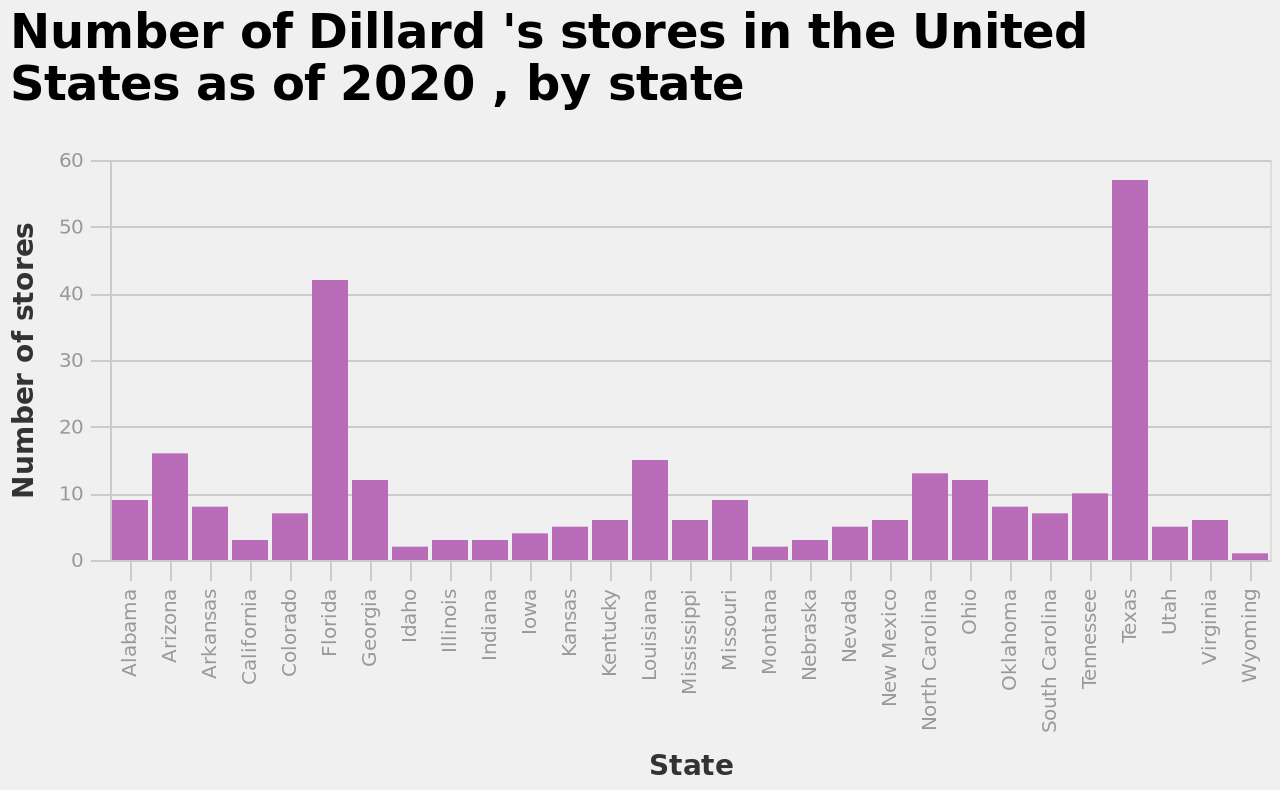 Number of Dillard 's stores in the United
States as of 2020 , by state
Number of stores
60
50
40
30
20
10
0
Alabama
Arizona
Arkansas
California
Colorado
Florida
Georgia
Idaho
Illinois
Indiana
Iowa
Kansas
Kentucky
Louisiana
Mississippi
Missouri
Montana
Nebraska
Nevada
New Mexico
North Carolina
Ohio
Oklahoma
South Carolina
Tennessee
Texas
Utah
Virginia
Wyoming
State